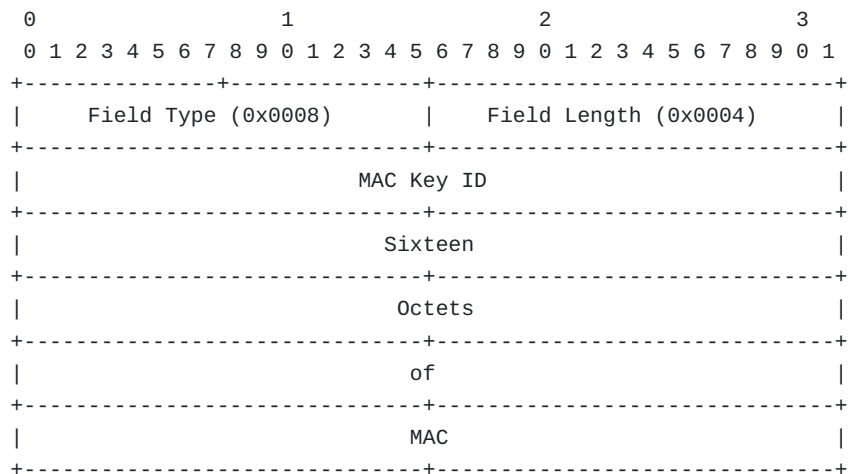 0 1 2 3
0 1 2 3 4 5 6 7 8 9 0 1 2 3 4 5 6 7 8 9 0 1 2 3 4 5 6 7 8 9 0 1
+---------------+---------------+-------------------------------+
| Field Type (0x0008) | Field Length (0x0004) |
+-------------------------------+-------------------------------+
| MAC Key ID |
+-------------------------------+-------------------------------+
| Sixteen |
+-------------------------------+-------------------------------+
| Octets |
+-------------------------------+-------------------------------+
| of |
+-------------------------------+-------------------------------+
| MAC |
+-------------------------------+-------------------------------+